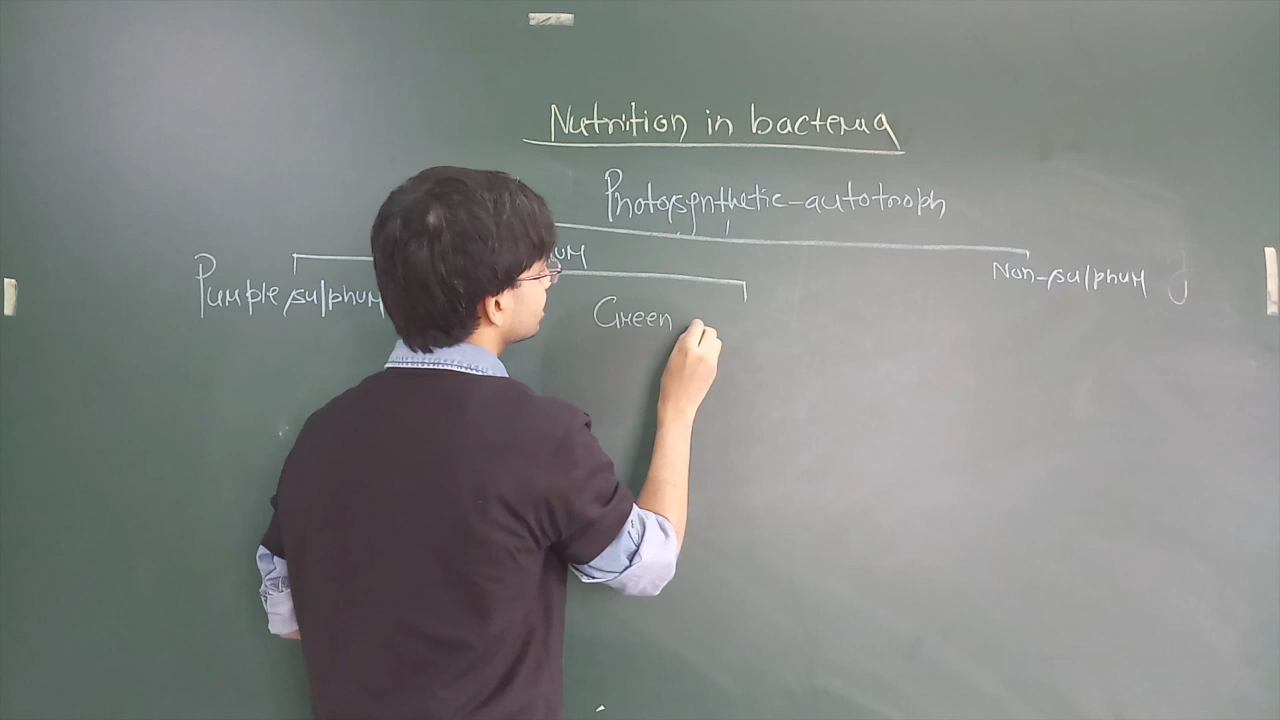 Nutrition in bacteria
Photosynthetic-autotroph
Non-sulphur
Purple sulphur
Green